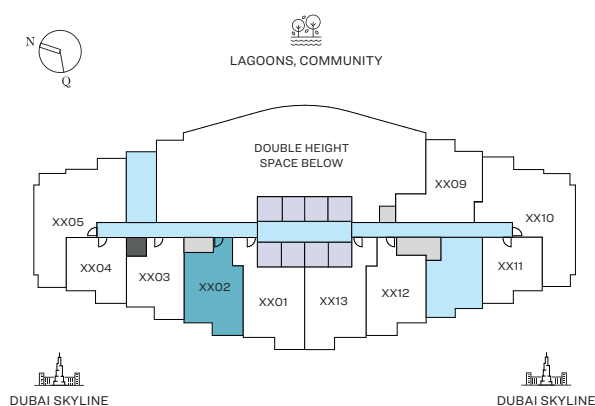 N
Q
LAGOONS, COMMUNITY
DOUBLE HEIGHT
SPACE BELOW
XX09
XX05
XX10
XX04
XX03
XX02
XX01
XX13
XX12
XX11
DUBAI SKYLINE
DUBAI SKYLINE